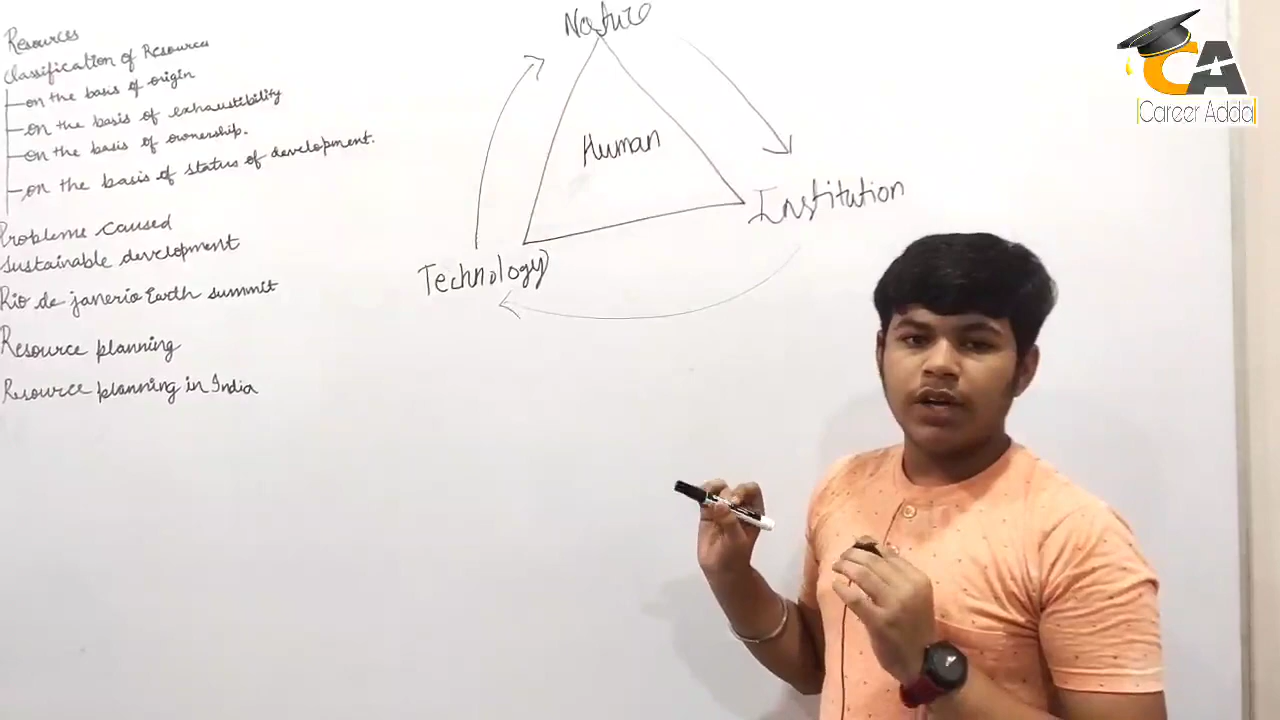 Resources
Classification of Resources
on the basis of origin
on the basis of exhaustibility
on the basis of ownership.
on the basis of status of development.
Problems caused
sustainable development
Rio de janerio Earth summit
Resource planning
Resource planning in India
Nature
Human
Institution
Technology
CA
Career Adda